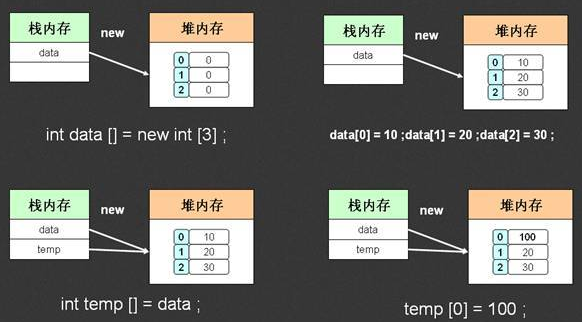 栈内存
new
堆内存
data
0 0
1 0
2 0
int data [] = new int [3] ;
栈内存
new
堆内存
data
0 10
1 20
2 30
data[0] = 10 ;data[1] = 20 ;data[2] = 30 ;
栈内存
new
堆内存
data
temp
0 10
1 20
2 30
int temp [] = data ;
栈内存
new
堆内存
data
temp
0 100
1 20
2 30
temp [0] = 100 ;